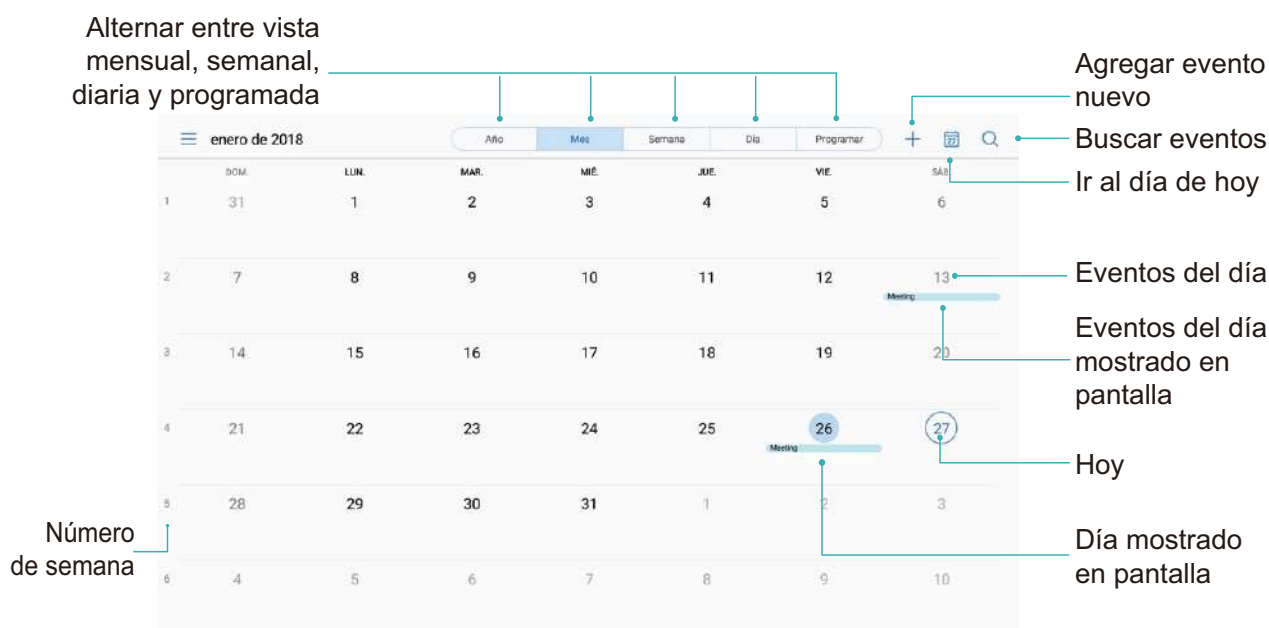 Alternar entre vista
mensual, semanal,
diaria y programada
Agregar evento
nuevo
Buscar eventos
Ir al día de hoy
enero de 2018
Año Mes Semana Día Programar
27
DOM. LUN. MAR. MIÉ. JUE. VIE. SÁB.
1 31 1 2 3 4 5 6
2 7 8 9 10 11 12 13
Meeting
Eventos del día
Eventos del día
mostrado en
pantalla
3 14 15 16 17 18 19 20
4 21 22 23 24 25 26 27
Meeting
Hoy
5 28 29 30 31 1 2 3
Número
de semana
Día mostrado
en pantalla
6 4 5 6 7 8 9 10